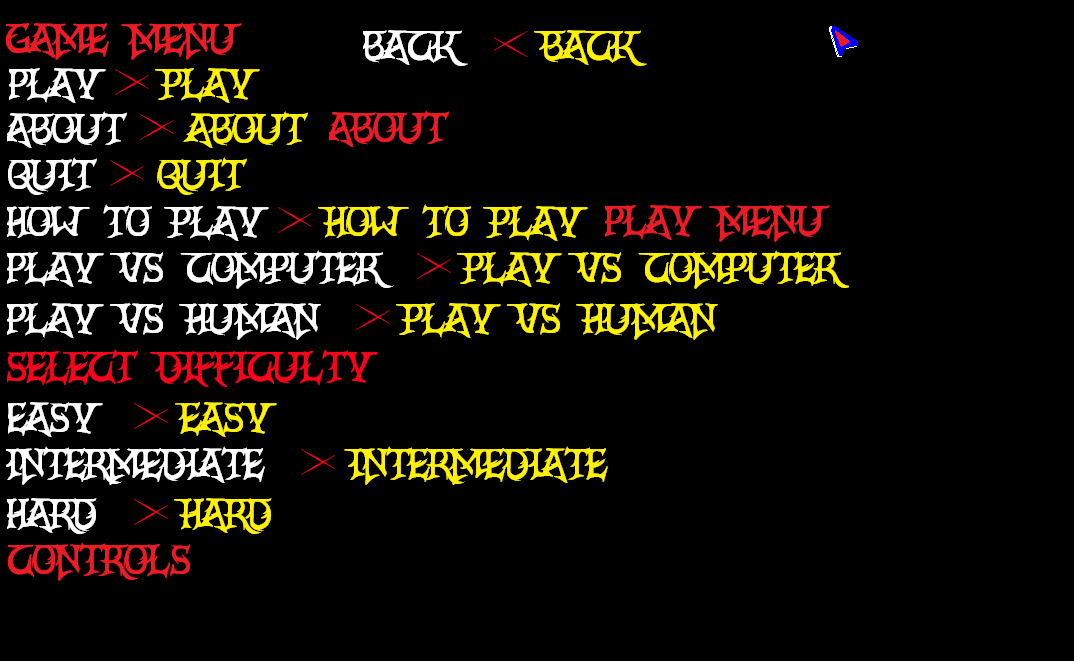 GAME MENU BACK BACK
PLAY PLAY
ABOUT ABOUT ABOUT
QUIT QUIT
HOW TO PLAY HOW TO PLAY PLAY MENU
PLAY VS COMPUTER PLAY VS COMPUTER
PLAY VS HUMAN PLAY VS HUMAN
SELECT DIFFICULTY
EASY EASY
INTERMEDIATE INTERMEDIATE
HARD HARD
CONTROLS